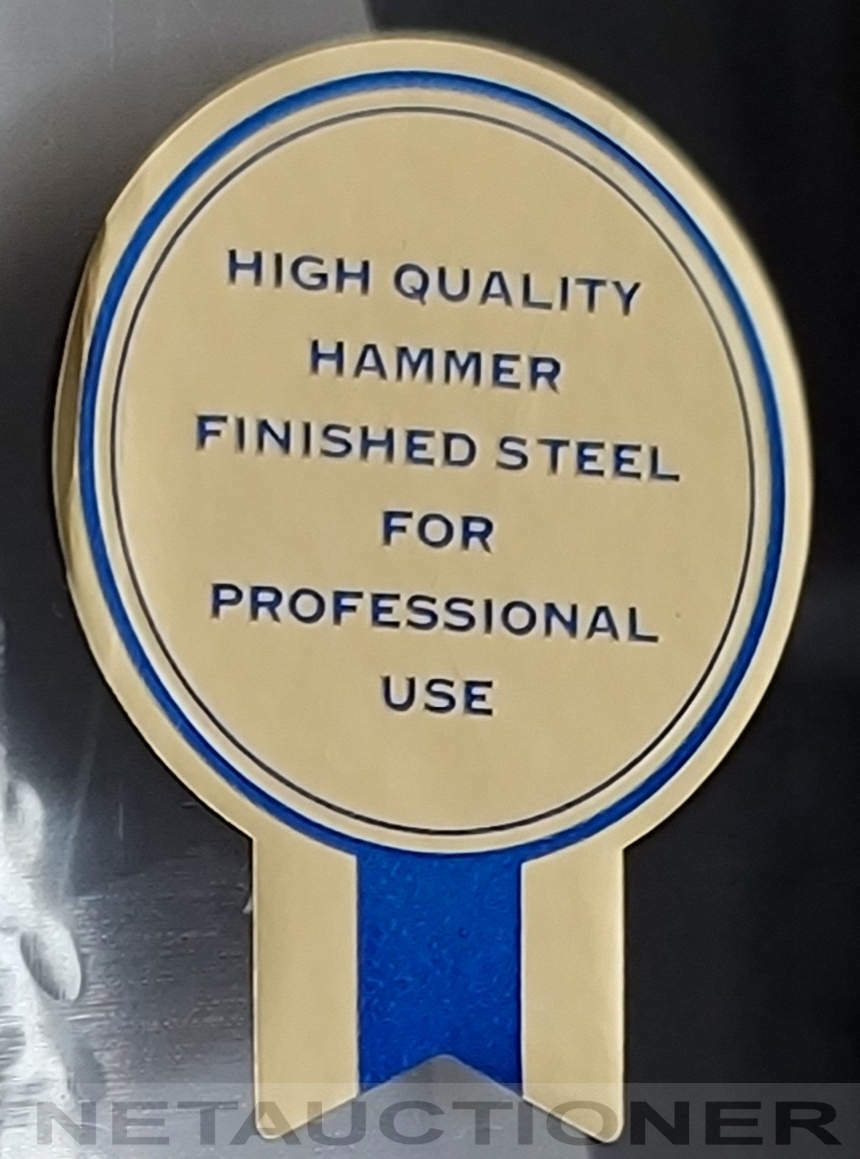 HIGH QUALITY
HAMMER
FINISHED STEEL
FOR
PROFESSIONAL
USE
NETAUCTIONER